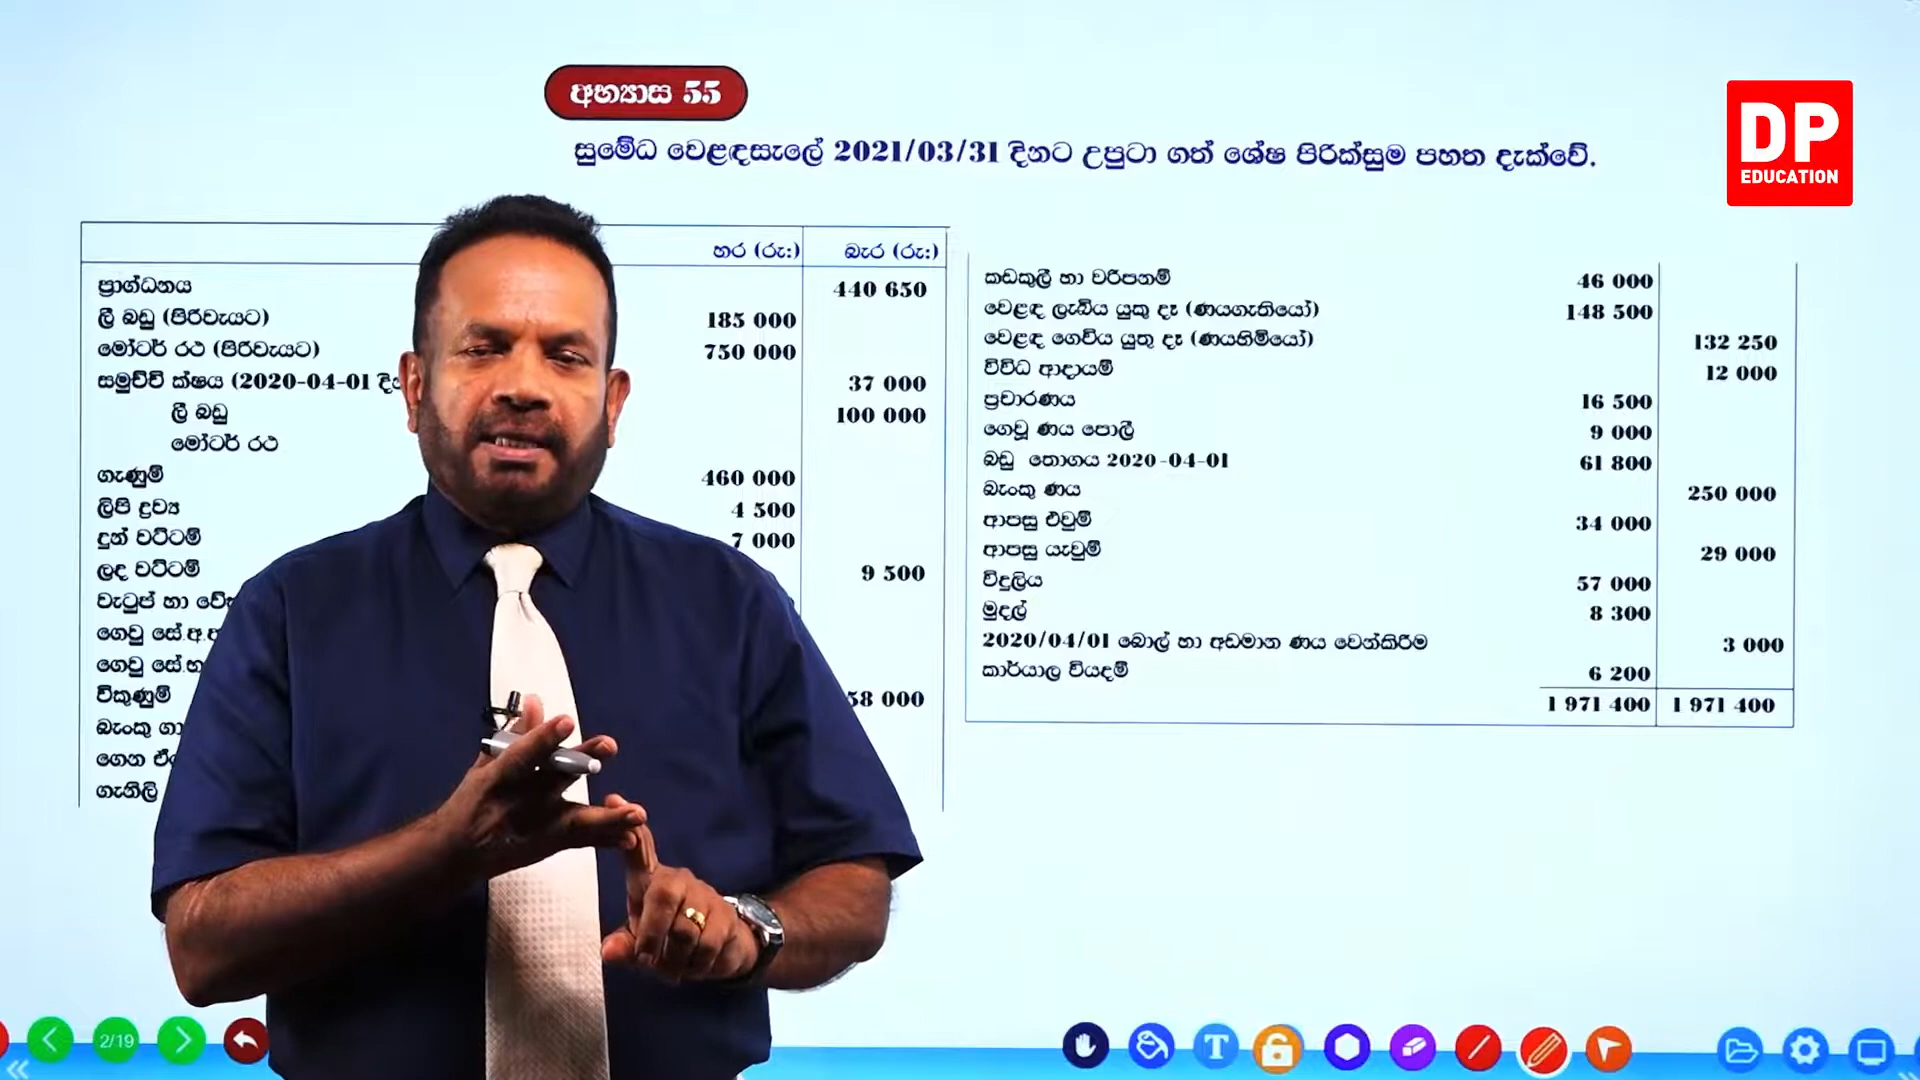 අභ්‍යාස 55
DP
EDUCATION
සුමේධ වෙළඳසැලේ 2021/03/31 දිනට උපුටා ගත් ශේෂ පිරික්සුම පහත දැක්වේ.
හර (රු:) බැර (රු:)
ප්‍රාග්ධනය 440 650
ලී බඩු (පිරිවැයට) 185 000
මෝටර් රථ (පිරිවැයට) 750 000
සමුච්චි ක්ෂය (2020-04-01 37 000
ලී බඩු 100 000
මෝටර් රථ
ගැණුම් 460 000
ලිපි ද්‍රව්‍ය 4 500
දුන් වට්ටම් 7 000
ලද වට්ටම් 9 500
වැටුප් හා
ගෙවු සේ.අ.
ගෙවු සේ.භ
විකුණුම් 58 000
බැංකු
ගෙන
ගැනිලි
කඩකුලී හා වරිපනම් 46 000
වෙළඳ ලැබිය යුතු දෑ (ණයගැතියෝ) 148 500
වෙළඳ ගෙවිය යුතු දෑ (ණයහිමියෝ) 132 250
විවිධ ආදායම් 12 000
ප්‍රචාරණය 16 500
ගෙවූ ණය පොලී 9 000
බඩු තොගය 2020-04-01 61 800
බැංකු ණය 250 000
ආපසු එවුම් 34 000
ආපසු යැවුම් 29 000
විදුලිය 57 000
මුදල් 8 300
2020/04/01 බොල් හා අඩමාන ණය වෙන්කිරීම 3 000
කාර්යාල වියදම් 6 200
1 971 400 1 971 400
2/19
T